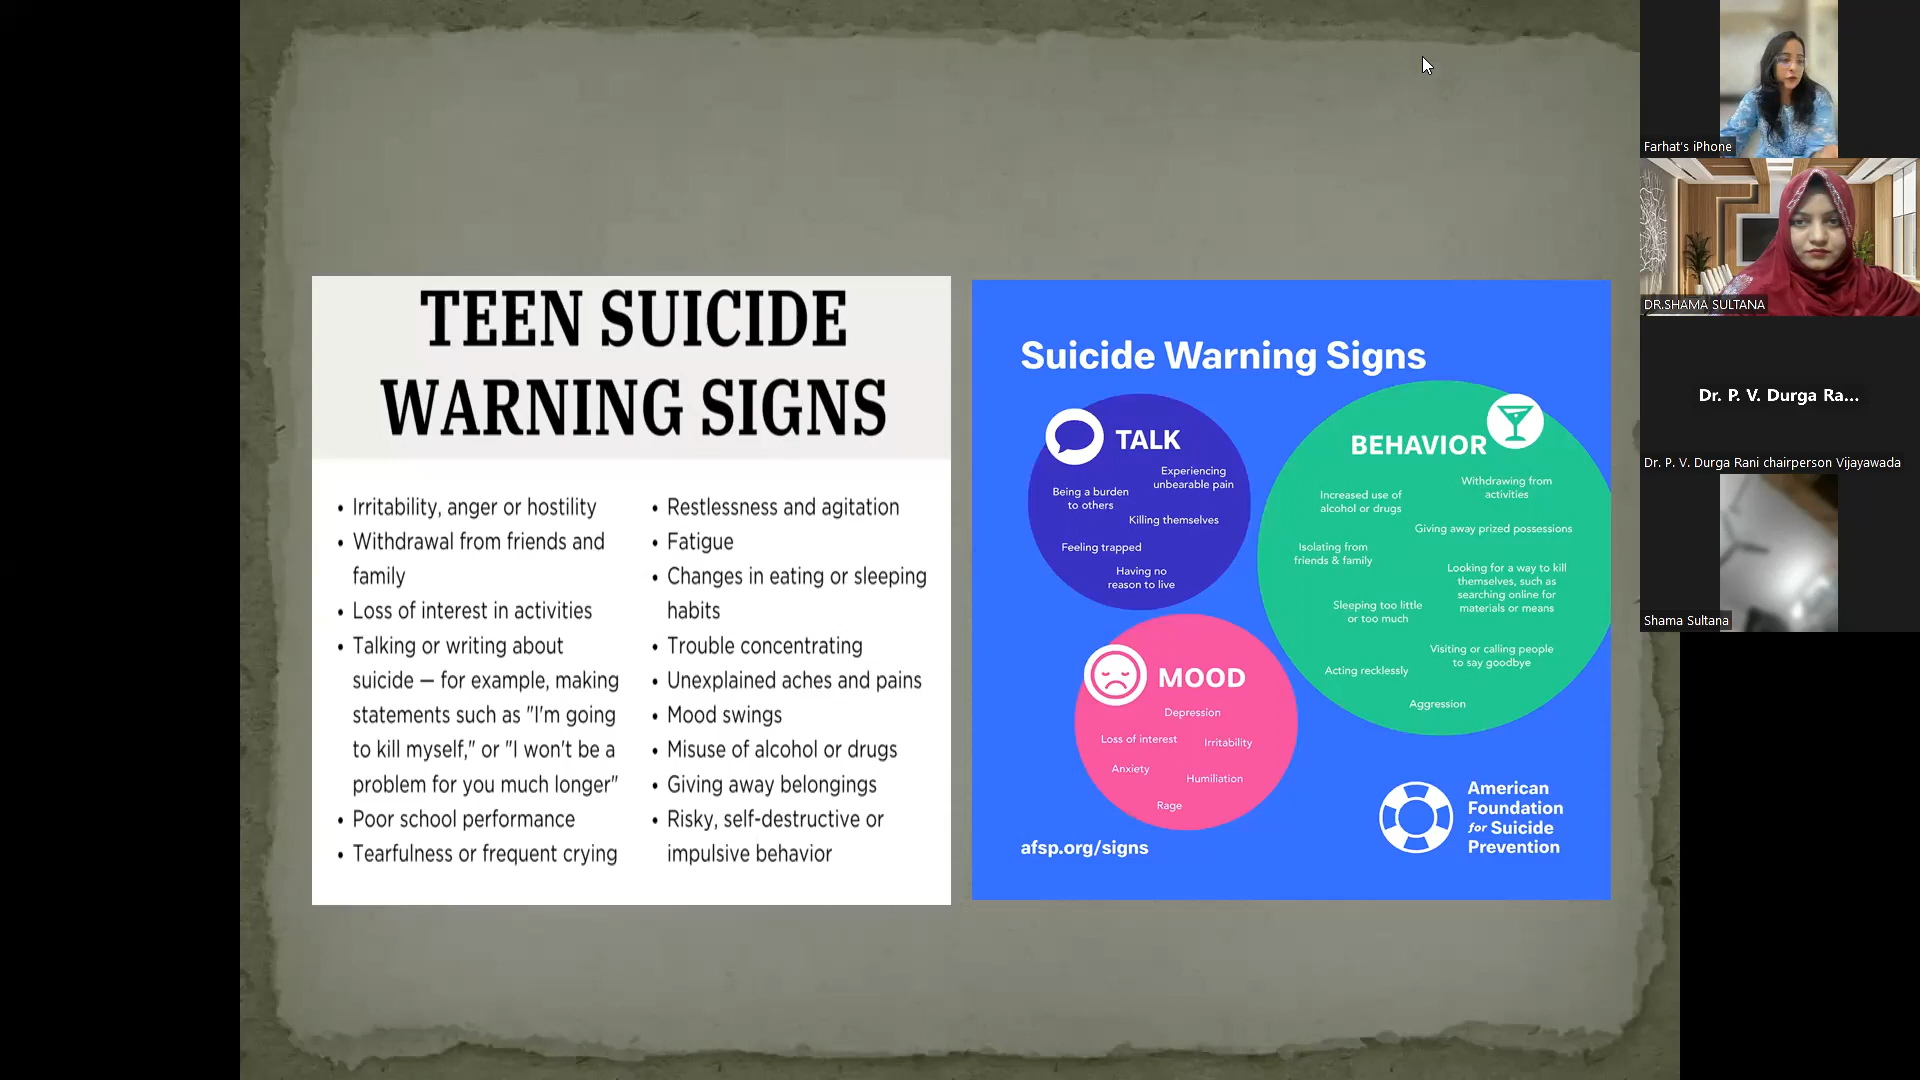 TEEN SUICIDE
WARNING SIGNS
• Irritability, anger or hostility
• Withdrawal from friends and
family
• Loss of interest in activities
• Talking or writing about
suicide — for example, making
statements such as "I'm going
to kill myself," or "I won't be a
problem for you much longer"
• Poor school performance
• Tearfulness or frequent crying
• Restlessness and agitation
• Fatigue
• Changes in eating or sleeping
habits
• Trouble concentrating
• Unexplained aches and pains
• Mood swings
• Misuse of alcohol or drugs
• Giving away belongings
• Risky, self-destructive or
impulsive behavior
Suicide Warning Signs
TALK
Experiencing
unbearable pain
Being a burden
to others
Killing themselves
Feeling trapped
Having no
reason to live
BEHAVIOR
Withdrawing from
activities
Increased use of
alcohol or drugs
Giving away prized possessions
Isolating from
friends & family
Looking for a way to kill
themselves, such as
searching online for
materials or means
Sleeping too little
or too much
Visiting or calling people
to say goodbye
Acting recklessly
Aggression
MOOD
Depression
Loss of interest
Irritability
Anxiety
Humiliation
Rage
afsp.org/signs
American
Foundation
for Suicide
Prevention
Farhat's iPhone
DR.SHAMA SULTANA
Dr. P. V. Durga Ra...
Dr. P. V. Durga Rani chairperson Vijayawada
Shama Sultana